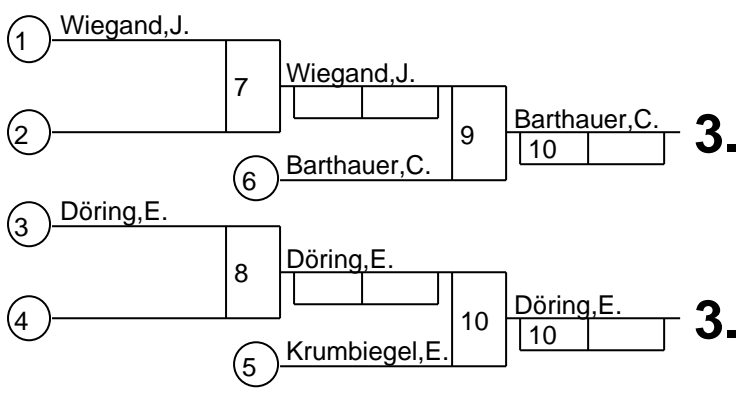 1 Wiegand,J.
7 Wiegand,J.
2
9 Barthauer,C. 3.
10
6 Barthauer,C.
3 Döring,E.
8 Döring,E.
4
10 Döring,E. 3.
10
5 Krumbiegel,E.